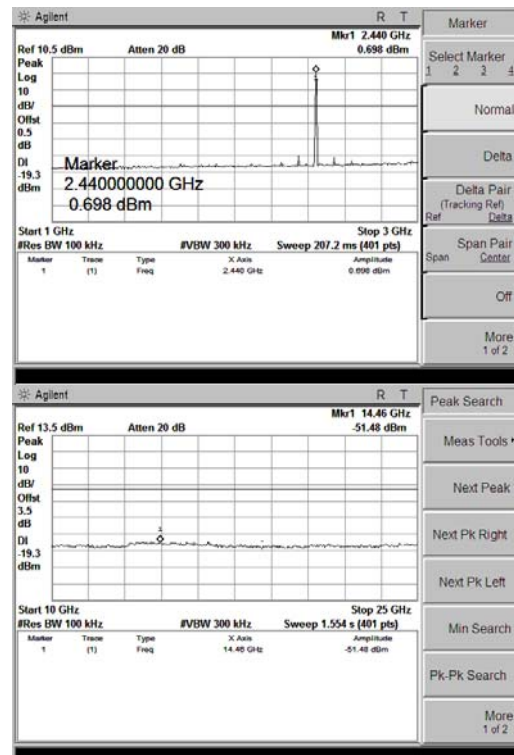 Agilent R T
Mkr1 2.440 GHz
Ref 10.5 dBm Atten 20 dB 0.698 dBm
Peak
Log
10
dB/
Offst
0.5
dB
DI
-19.3
dBm
Marker
2.440000000 GHz
0.698 dBm
Start 1 GHz Stop 3 GHz
#Res BW 100 kHz #VBW 300 kHz Sweep 207.2 ms (401 pts)
Marker Trace Type X Axis Amplitude
1 (1) Freq 2.440 GHz 0.698 dBm
Marker
Select Marker
1 2 3 4
Normal
Delta
Delta Pair
(Tracking Ref)
Ref Delta
Span Pair
Span Center
Off
More
1 of 2
Agilent R T
Mkr1 14.46 GHz
Ref 13.5 dBm Atten 20 dB -51.48 dBm
Peak
Log
10
dB/
Offst
3.5
dB
DI
-19.3
dBm
1
Start 10 GHz Stop 25 GHz
#Res BW 100 kHz #VBW 300 kHz Sweep 1.554 s (401 pts)
Marker Trace Type X Axis Amplitude
1 (1) Freq 14.46 GHz -51.48 dBm
Peak Search
Meas Tools
Next Peak
Next Pk Right
Next Pk Left
Min Search
Pk-Pk Search
More
1 of 2